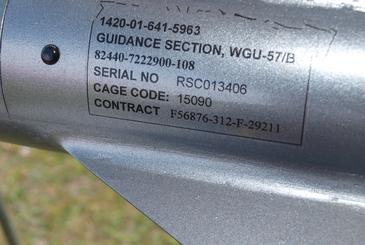 1420-01-641-5963
GUIDANCE SECTION, WGU-57/B
82440-7222900-108
SERIAL NO RSC013406
CAGE CODE: 15090
CONTRACT F56876-312-F-29211